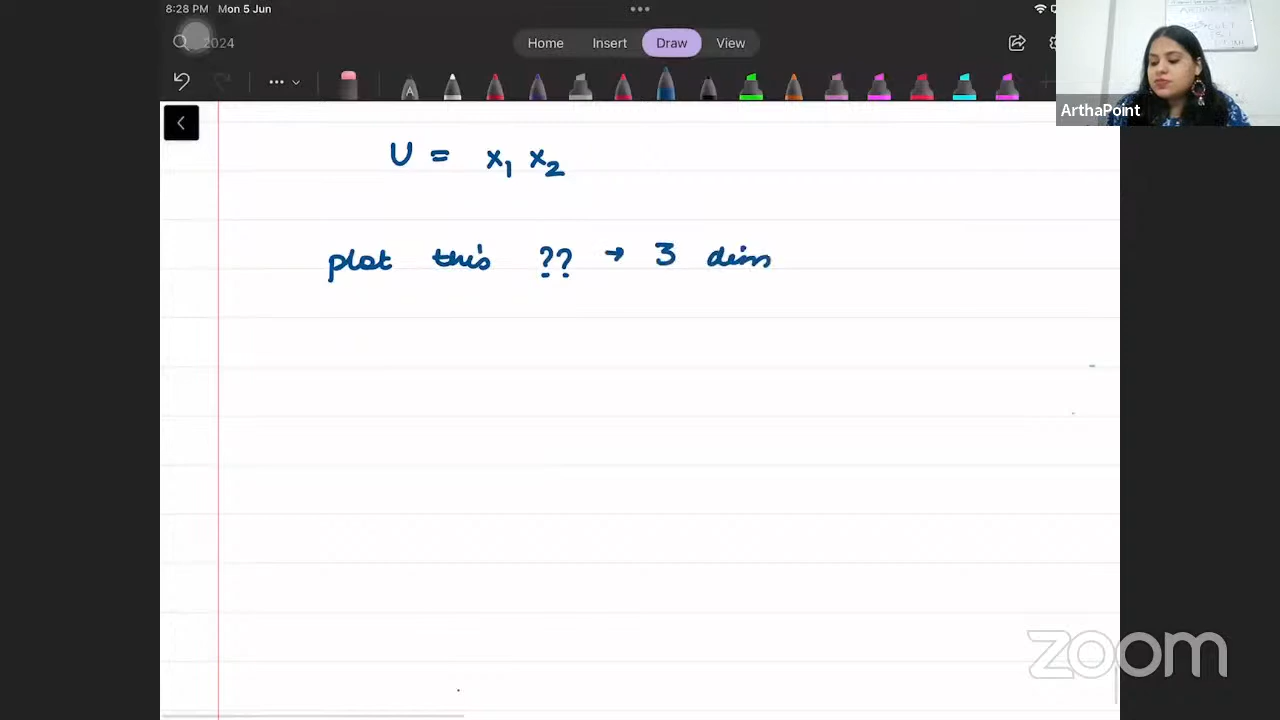 8:28 PM Mon 5 Jun
2024
Home Insert Draw View
A
ArthaPoint
U = x₁ x₂
plot this ?? → 3 dim
zoom